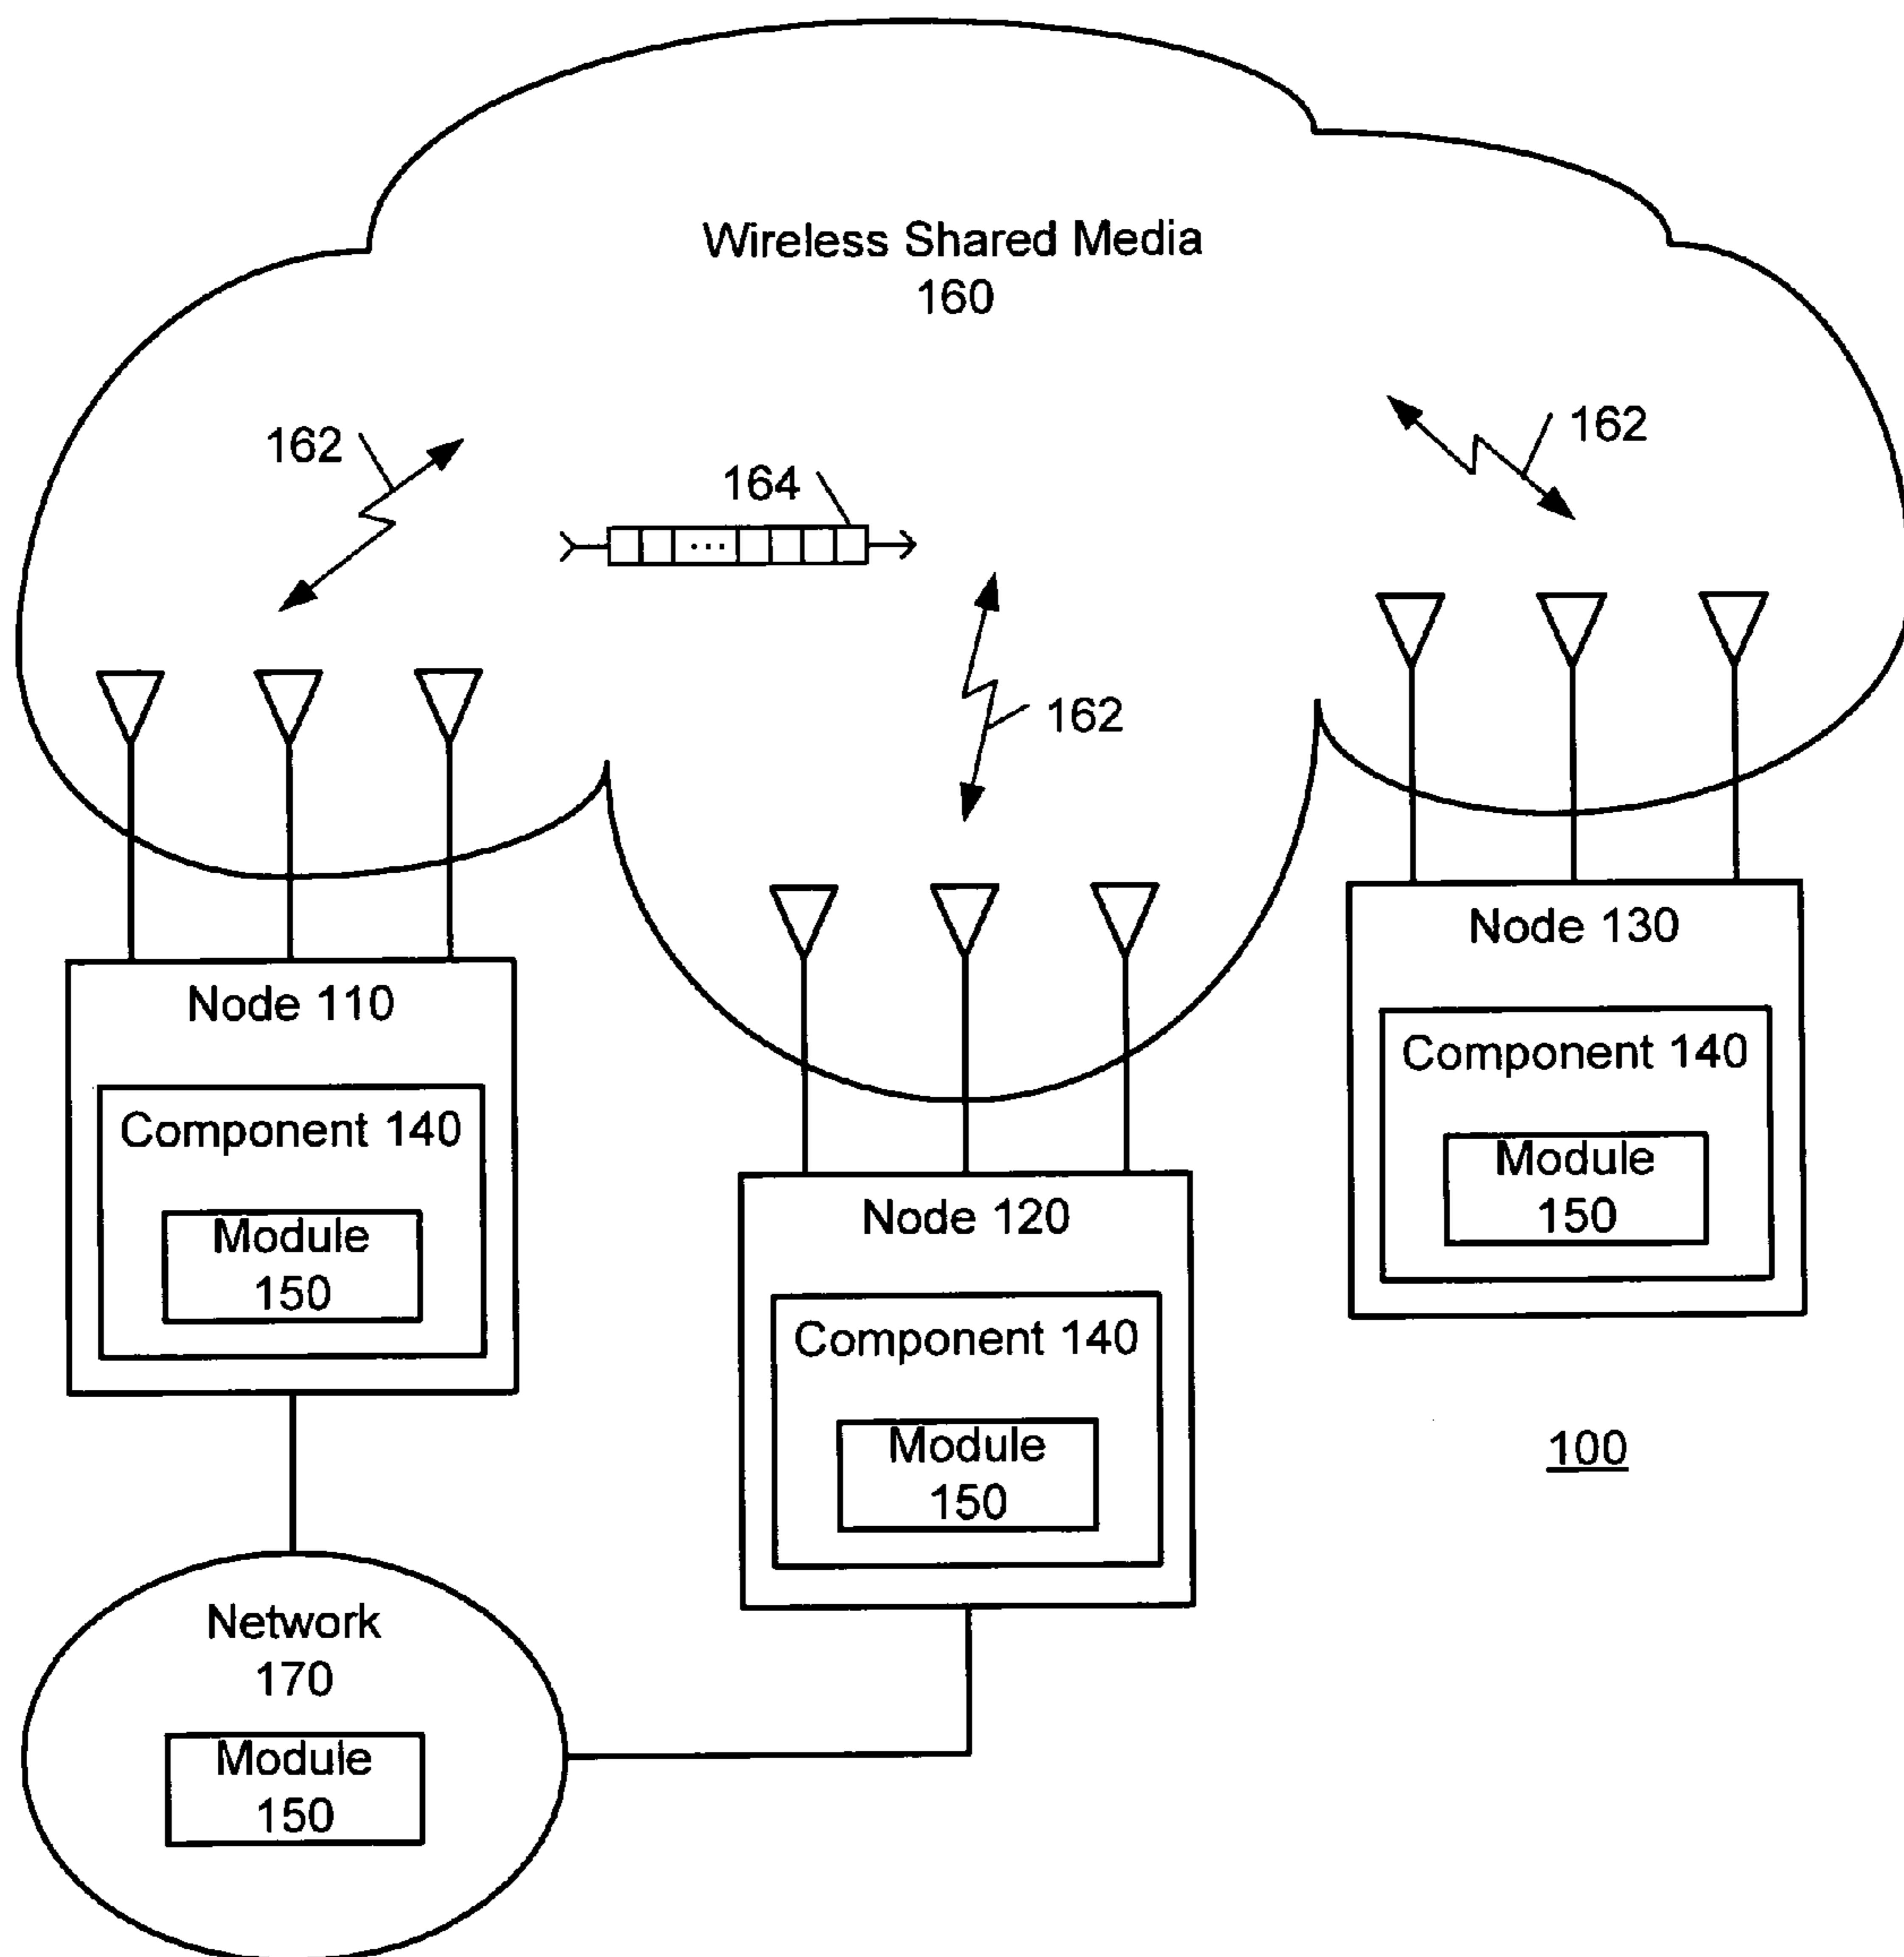 Wireless Shared Media
160
162
162
164
162
Node 130
Component 140
Module
150
Node 110
Component 140
Module
150
Node 120
Component 140
Module
150
100
Network
170
Module
150